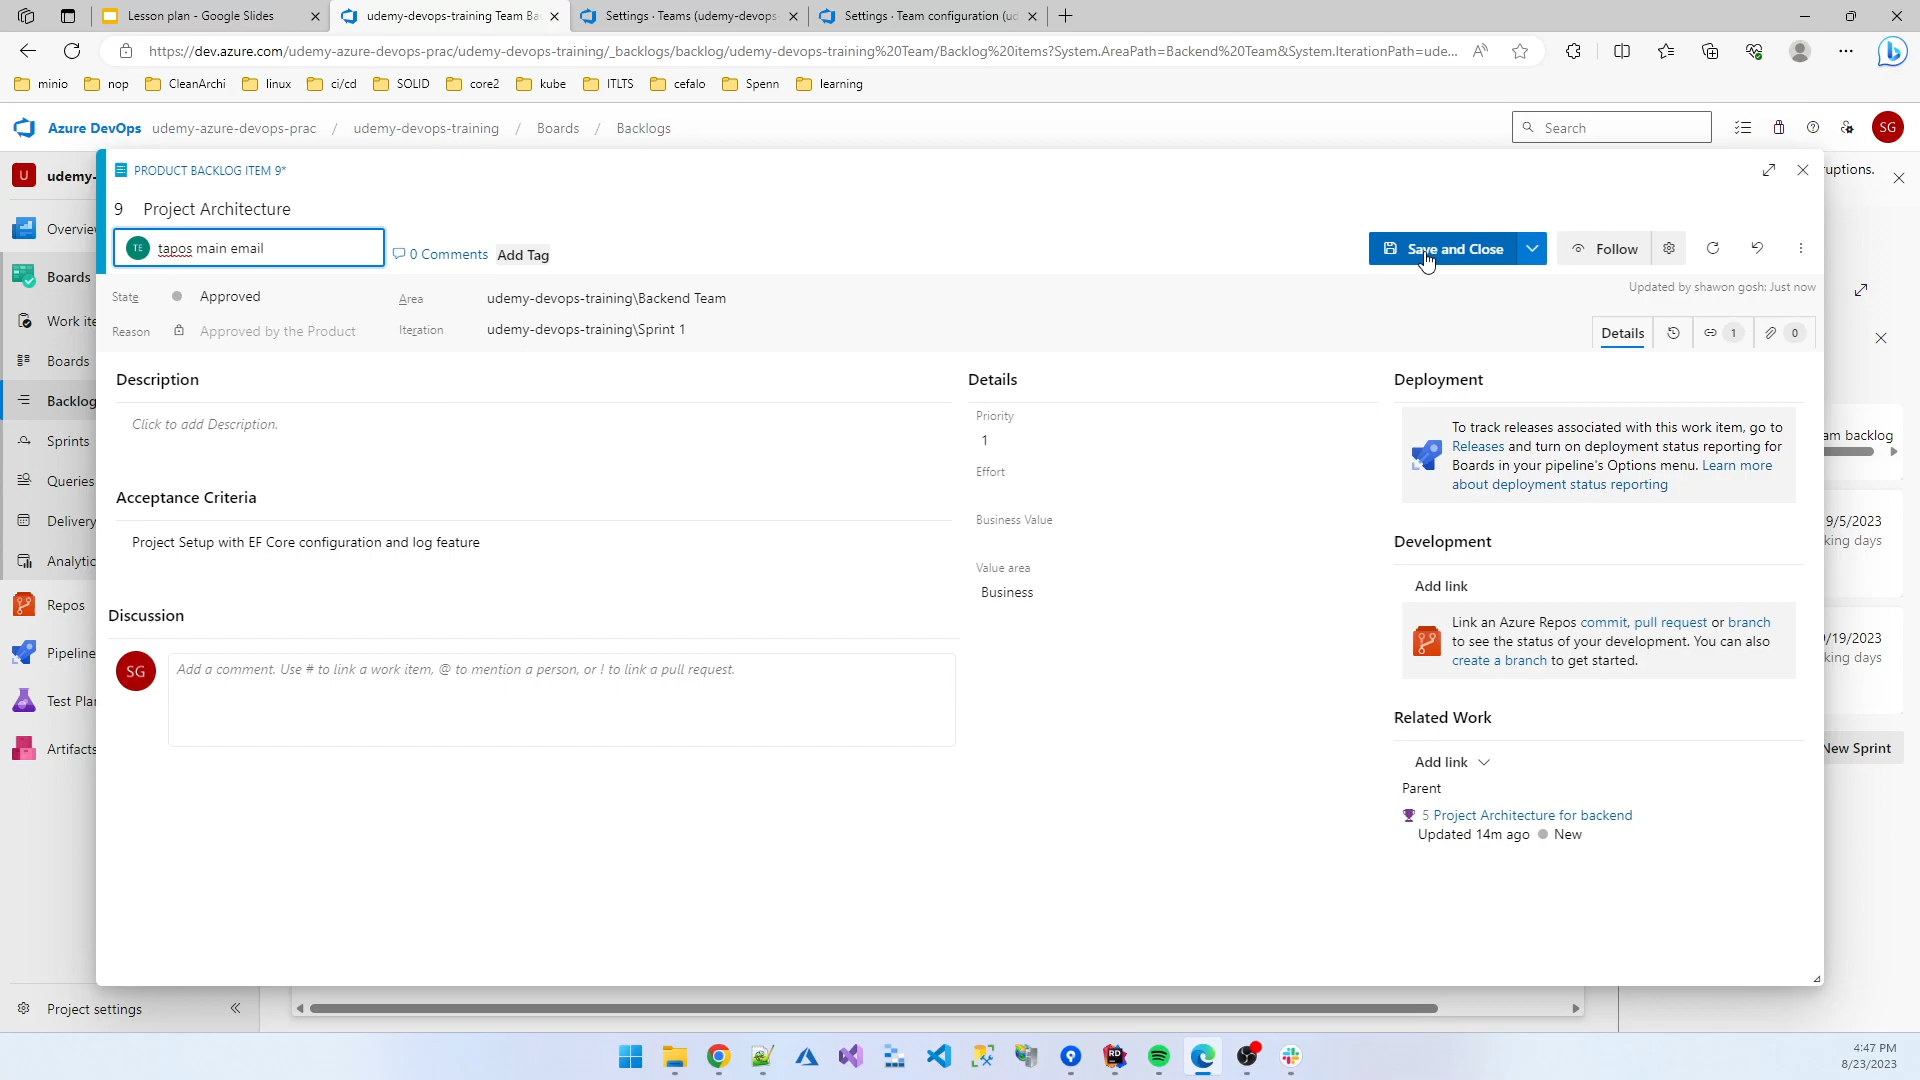 Lesson plan - Google Slides
udemy-devops-training Team Ba
Settings · Teams (udemy-devops-
Settings · Team configuration (u
https://dev.azure.com/udemy-azure-devops-prac/udemy-devops-training/_backlogs/backlog/udemy-devops-training%20Team/Backlog%20items?System.AreaPath=Backend%20Team&System.IterationPath=ude...
minio nop CleanArchi linux ci/cd SOLID core2 kube ITLTS cefalo Spenn learning
Azure DevOps udemy-azure-devops-prac / udemy-devops-training / Boards / Backlogs
Search
SG
U udemy-
PRODUCT BACKLOG ITEM 9*
ruptions.
9 Project Architecture
Overvie
TE tapos main email
0 Comments Add Tag
Save and Close
Follow
Boards
State Approved
Area udemy-devops-training\Backend Team
Updated by shawon gosh: Just now
Work ite
Reason Approved by the Product
Iteration udemy-devops-training\Sprint 1
Details 1 0
Boards
Description
Details
Deployment
Backlog
Click to add Description.
Priority
1
To track releases associated with this work item, go to
Releases and turn on deployment status reporting for
Boards in your pipeline's Options menu. Learn more
about deployment status reporting
am backlog
Sprints
Effort
Queries
Acceptance Criteria
Business Value
Delivery
9/5/2023
king days
Project Setup with EF Core configuration and log feature
Development
Analytic
Value area
Business
Add link
Repos
Discussion
Link an Azure Repos commit, pull request or branch
to see the status of your development. You can also
create a branch to get started.
/19/2023
king days
Pipeline
SG
Add a comment. Use # to link a work item, @ to mention a person, or ! to link a pull request.
Test Plan
Related Work
Artifacts
New Sprint
Add link
Parent
5 Project Architecture for backend
Updated 14m ago New
Project settings
4:47 PM
8/23/2023